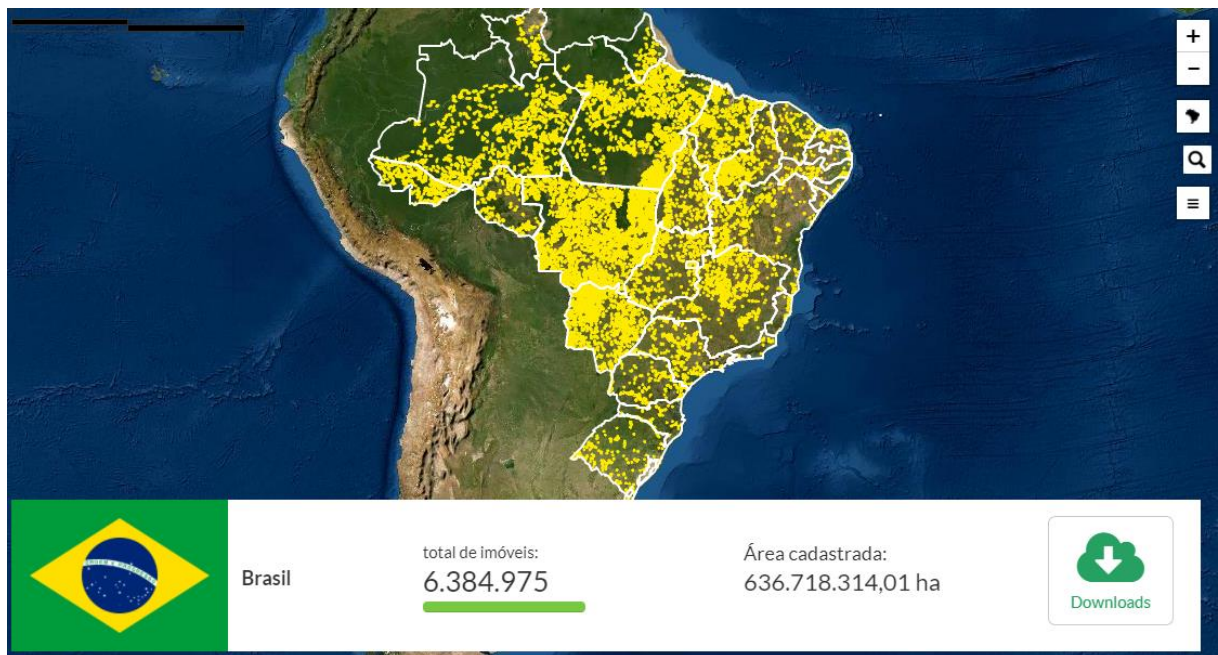 +
−
≡
Brasil
total de imóveis:
6.384.975
Área cadastrada:
636.718.314,01 ha
Downloads